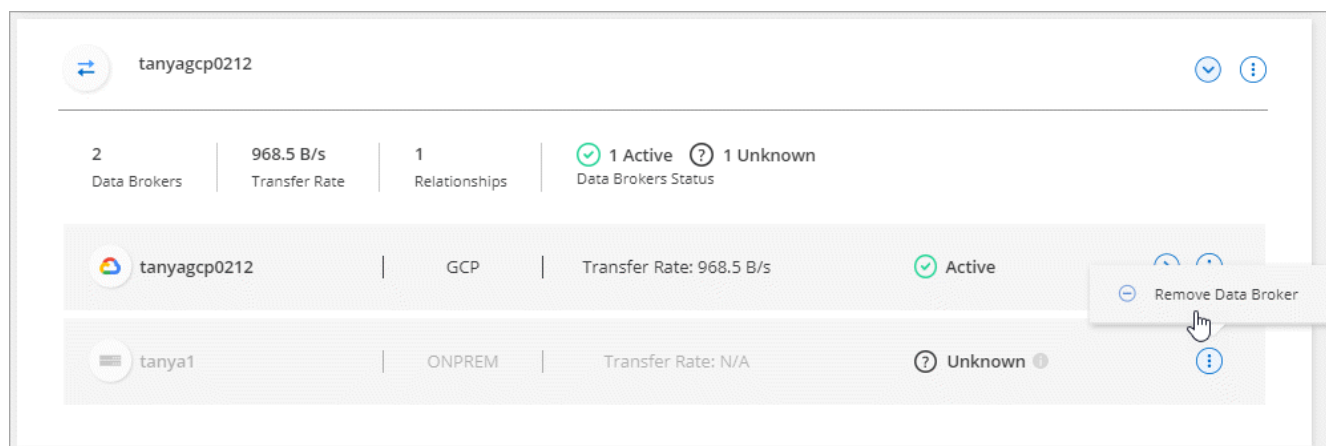 tanyagcp0212
2 968.5 B/s 1 1 Active 1 Unknown
Data Brokers Transfer Rate Relationships Data Brokers Status
tanyagcp0212 GCP Transfer Rate: 968.5 B/s Active
Remove Data Broker
tanya1 ONPREM Transfer Rate: N/A Unknown